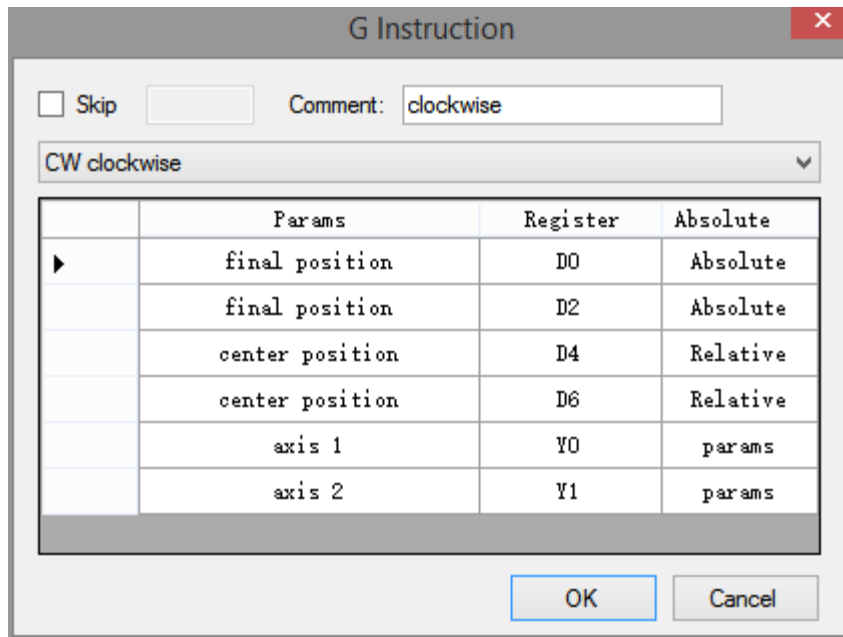 G Instruction
Skip Comment: clockwise
CW clockwise
Params Register Absolute
final position D0 Absolute
final position D2 Absolute
center position D4 Relative
center position D6 Relative
axis 1 Y0 params
axis 2 Y1 params
OK Cancel